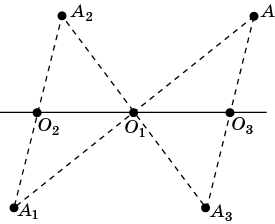 A₂ A
O₂ O₁ O₃
A₁ A₃